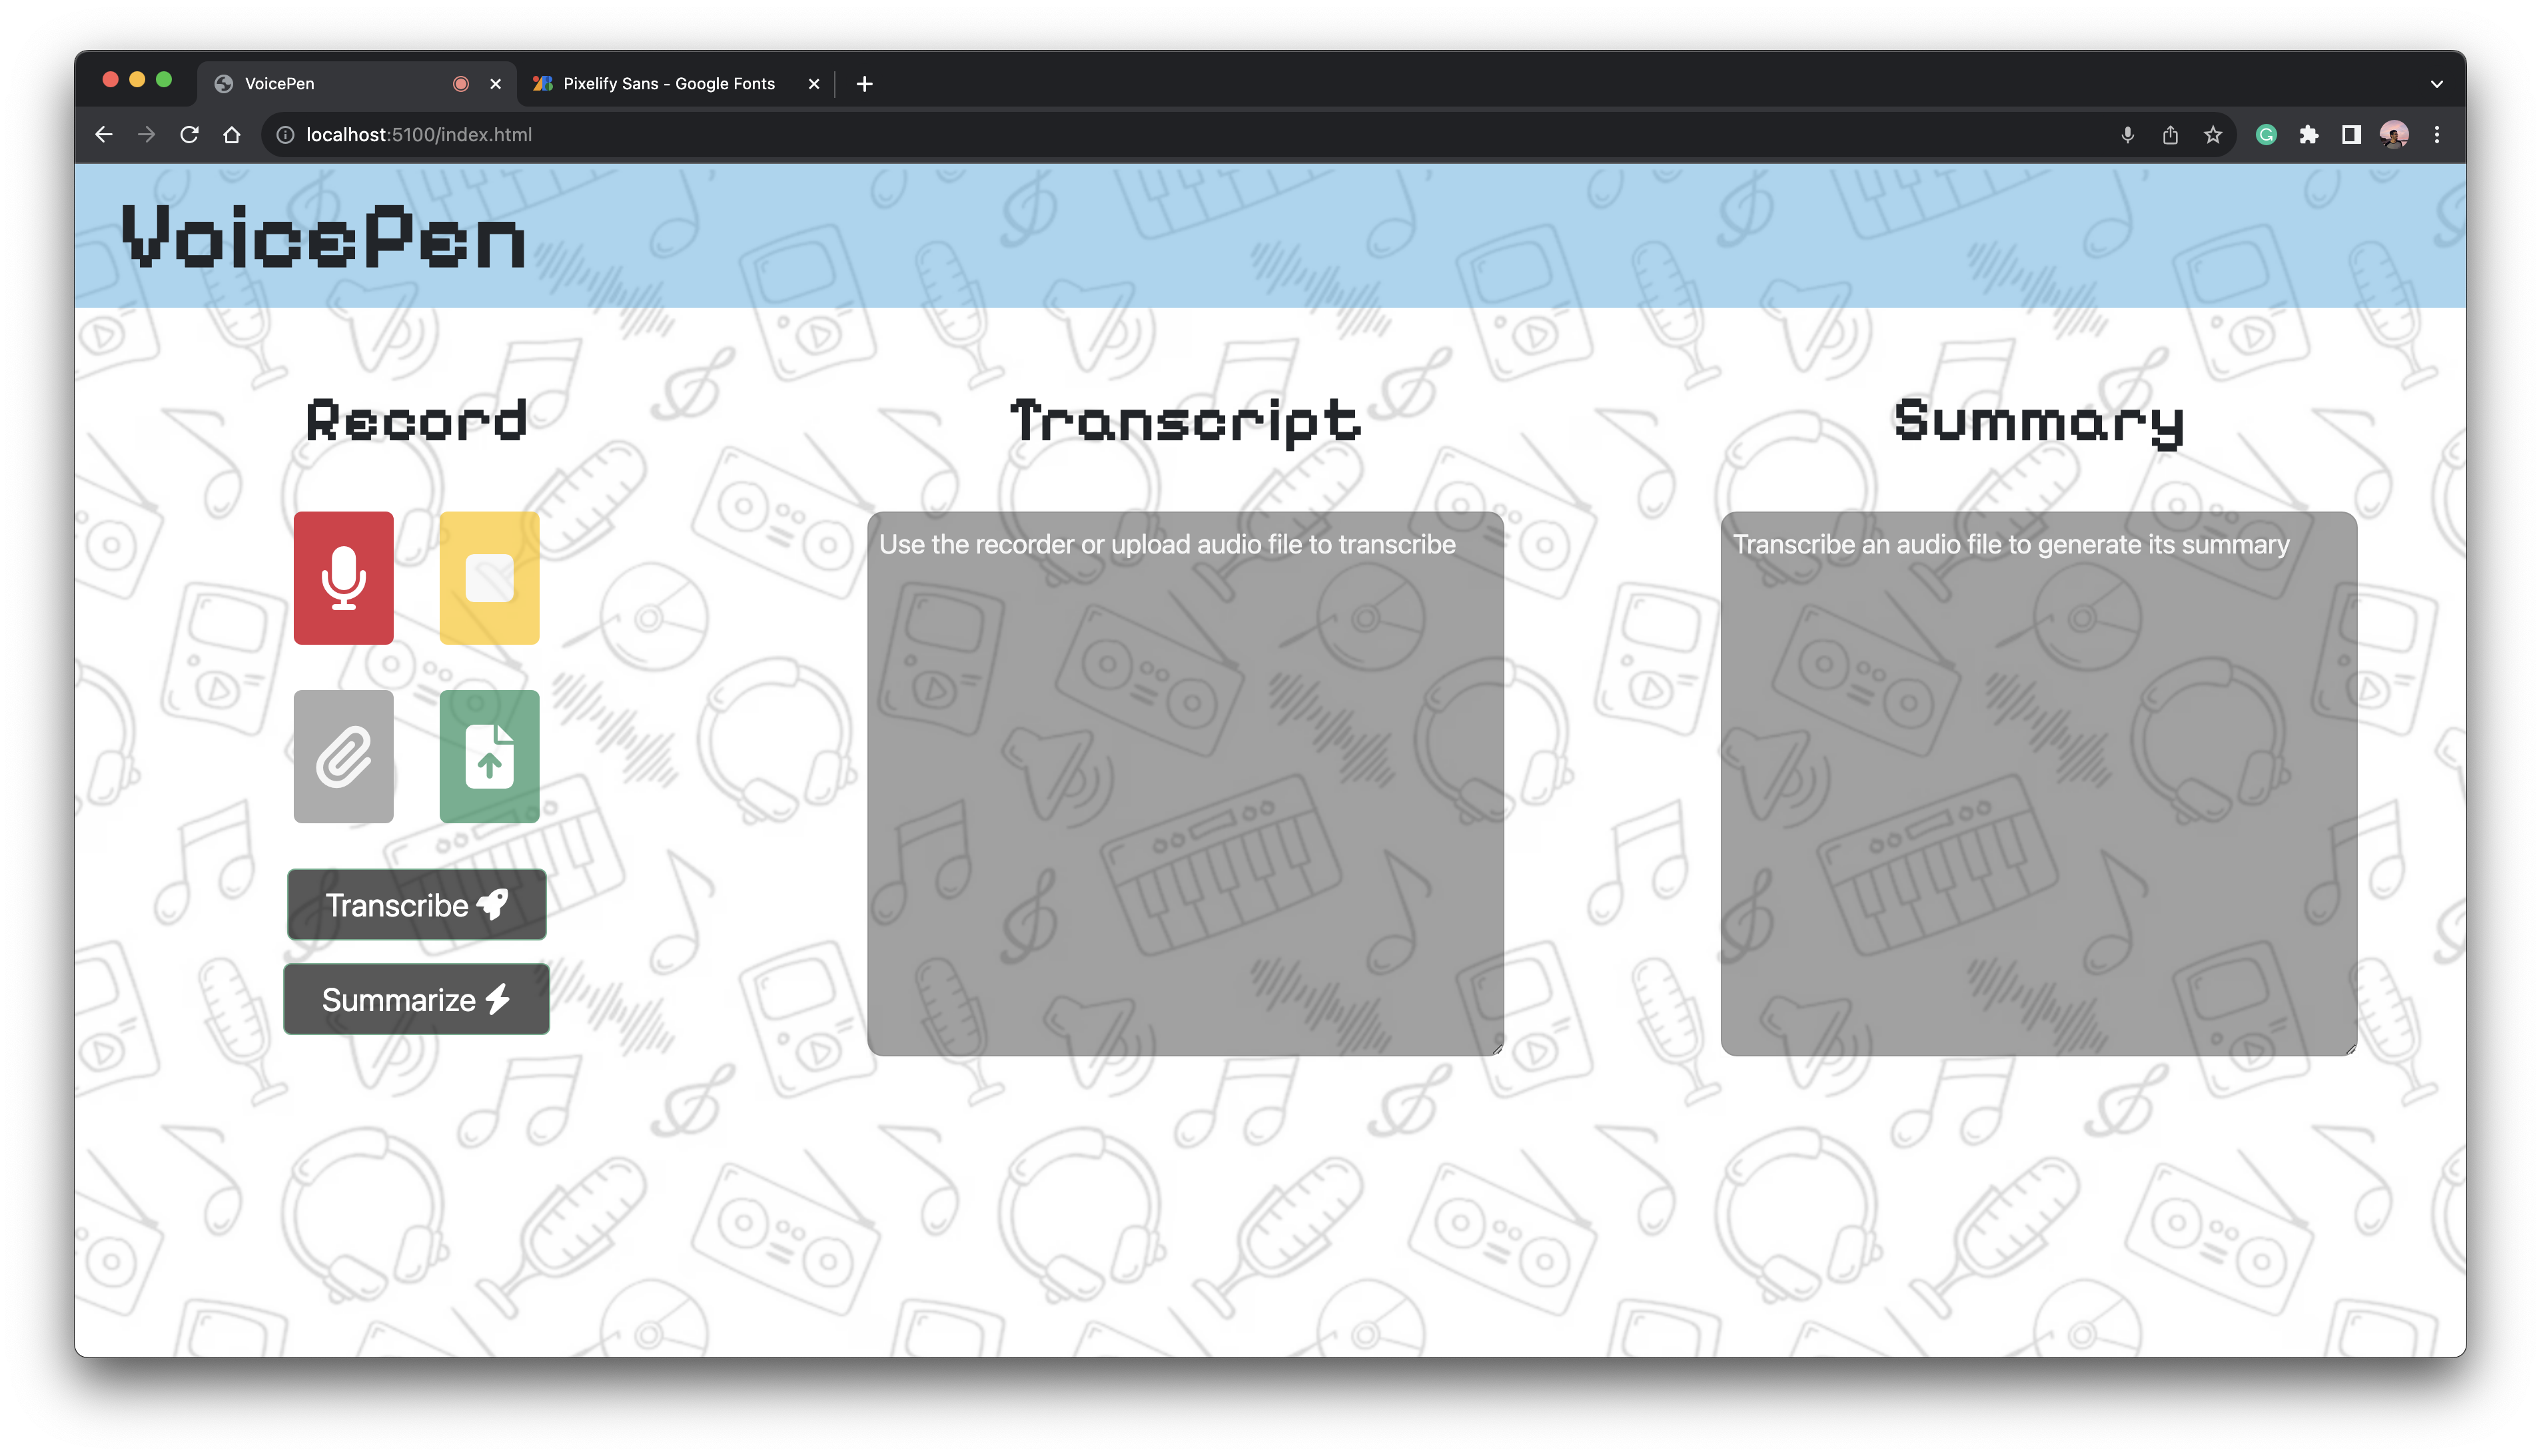 VoicePen
Pixelify Sans - Google Fonts
localhost:5100/index.html
VoicePen
Record
Transcript
Summary
Use the recorder or upload audio file to transcribe
Transcribe an audio file to generate its summary
Transcribe
Summarize